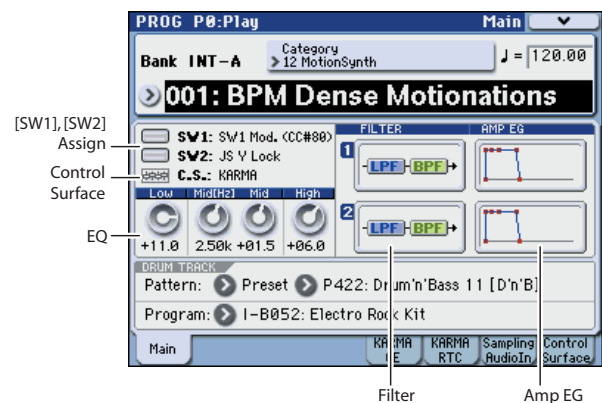 PROG P0:Play Main
Bank INT-A
Category
12 MotionSynth
♩ = 120.00
001: BPM Dense Motionations
[SW1], [SW2]
Assign
Control
Surface
EQ
SW1: SW1 Mod. (CC#80)
SW2: JS Y Lock
C.S.: KARMA
Low Mid[Hz] Mid High
+11.0 2.50k +01.5 +06.0
FILTER AMP EG
1
LPF BPF
2
LPF BPF
DRUM TRACK
Pattern: Preset P422: Drum'n'Bass 11 [D'n'B]
Program: I-B052: Electro Rock Kit
Main
KARMA
GE
KARMA
RTC
Sampling
AudioIn
Control
Surface
Filter Amp EG